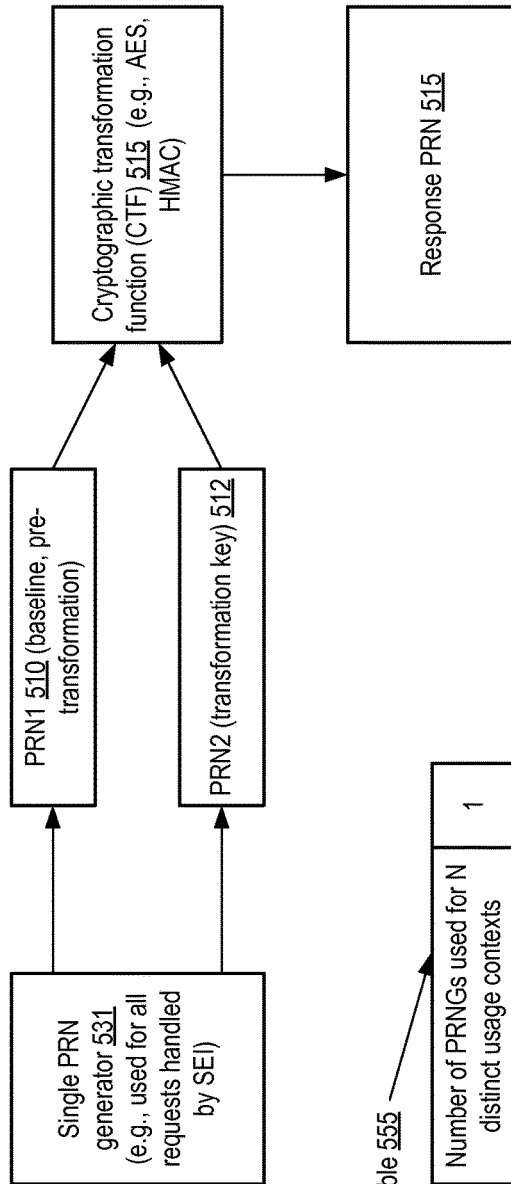 Single PRN
generator 531
(e.g., used for all
requests handled
by SEI)
PRN1 510 (baseline, pre-
transformation)
PRN2 (transformation key) 512
Cryptographic transformation
function (CTF) 515 (e.g., AES,
HMAC)
Response PRN 515
555
Number of PRNGs used for N
distinct usage contexts
1